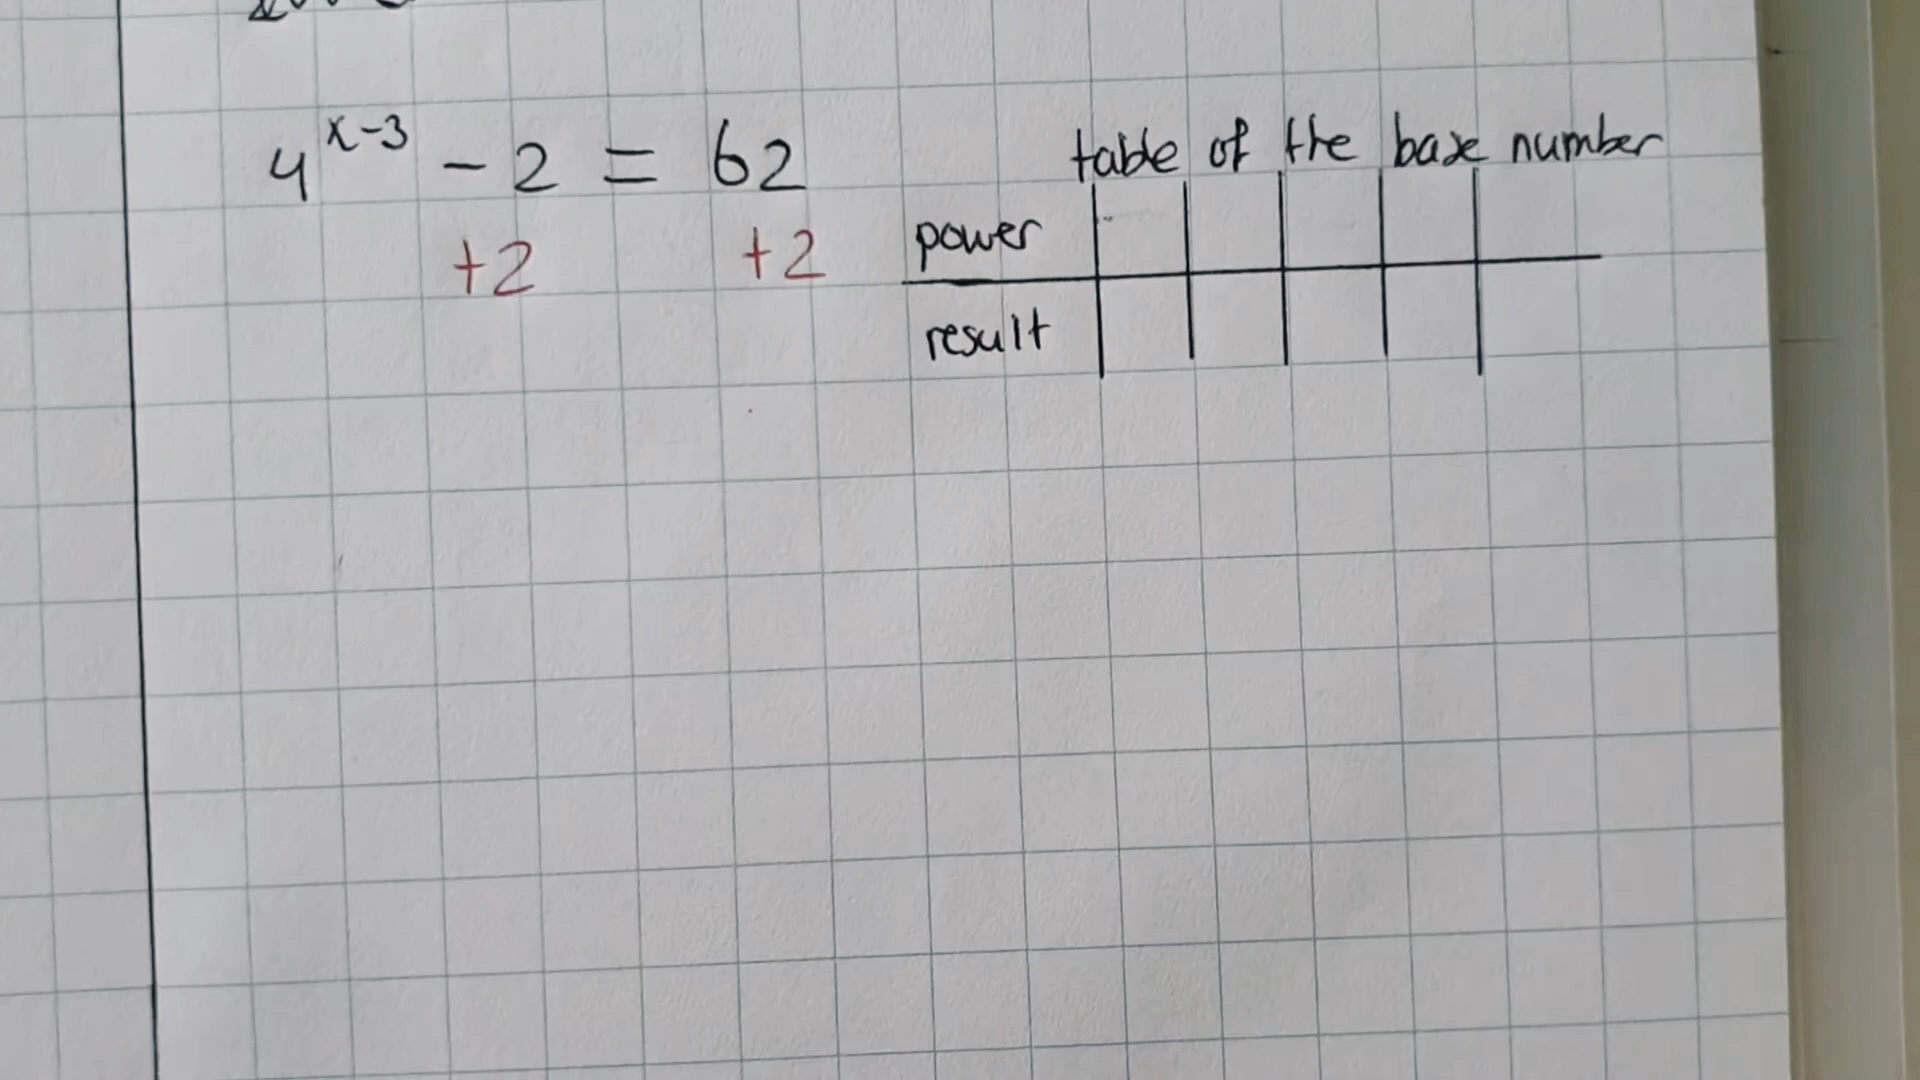 4^(x-3) - 2 = 62
+2 +2
table of the base number
power
result